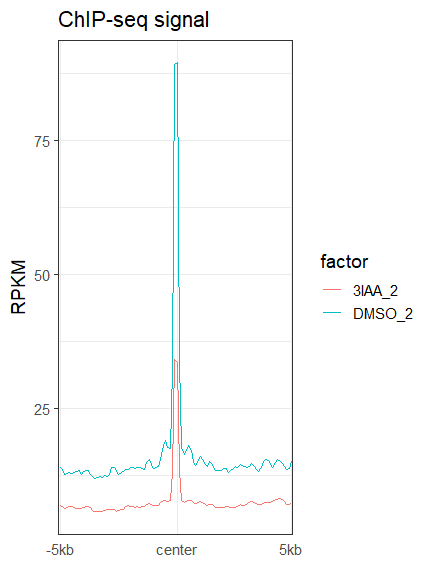 ChIP-seq signal
RPKM
75
50
25
-5kb
center
5kb
factor
3IAA_2
DMSO_2